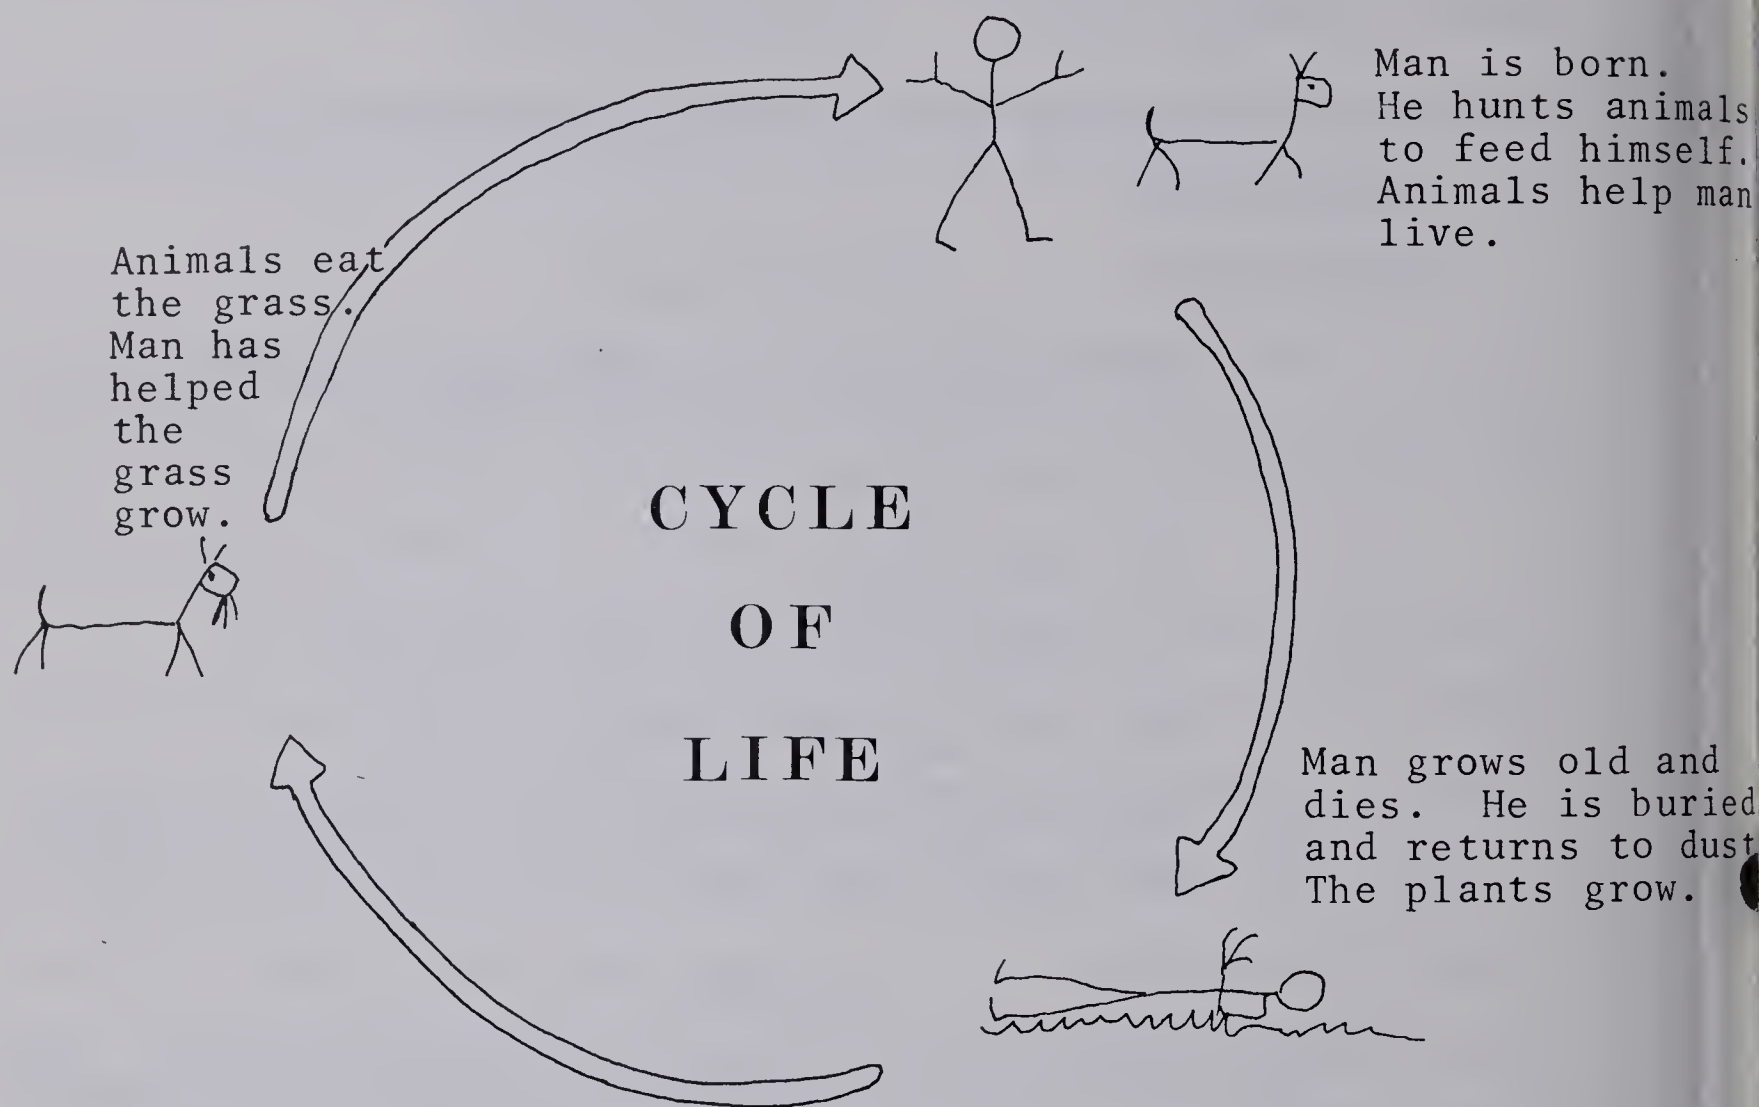 Man is born.
He hunts animals
to feed himself.
Animals help man
live.
Animals eat
the grass.
Man has
helped
the
grass
grow.
CYCLE
OF
LIFE
Man grows old and
dies. He is buried
and returns to dust
The plants grow.